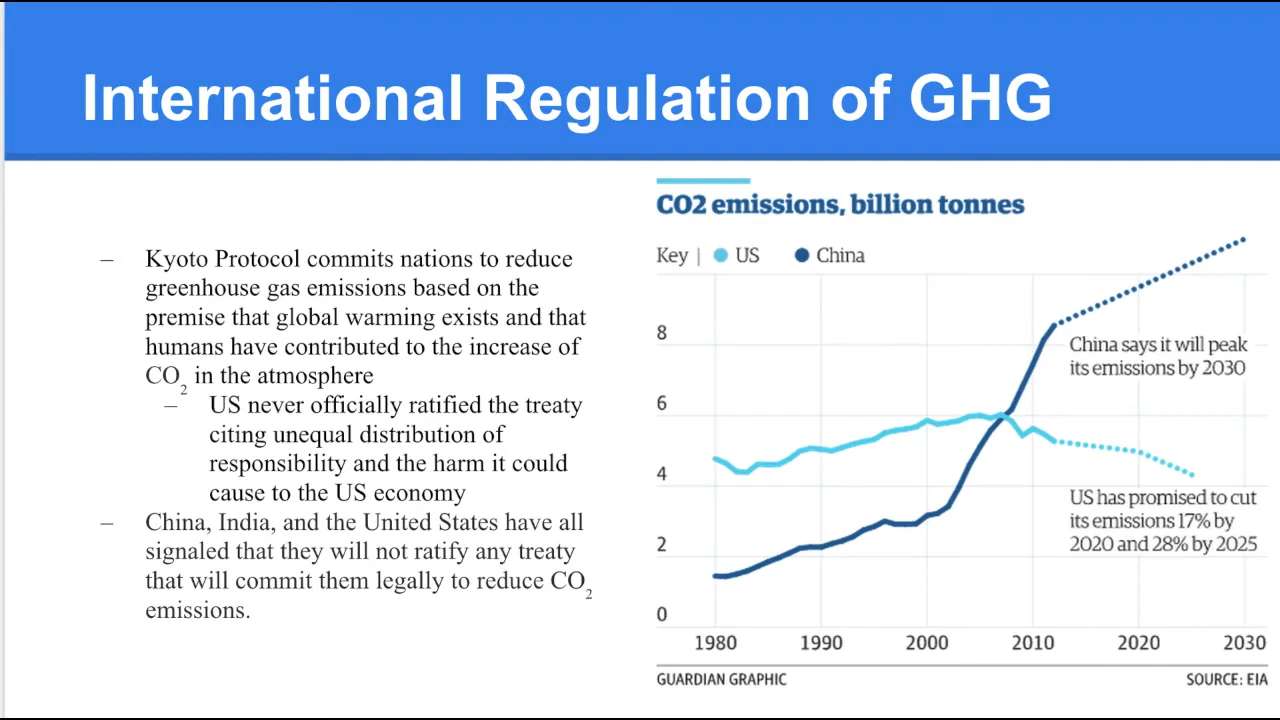 International Regulation of GHG
– Kyoto Protocol commits nations to reduce
greenhouse gas emissions based on the
premise that global warming exists and that
humans have contributed to the increase of
CO2 in the atmosphere
– US never officially ratified the treaty
citing unequal distribution of
responsibility and the harm it could
cause to the US economy
– China, India, and the United States have all
signaled that they will not ratify any treaty
that will commit them legally to reduce CO2
emissions.
CO2 emissions, billion tonnes
Key | US China
8
6
4
2
0
China says it will peak
its emissions by 2030
US has promised to cut
its emissions 17% by
2020 and 28% by 2025
1980 1990 2000 2010 2020 2030
GUARDIAN GRAPHIC SOURCE: EIA